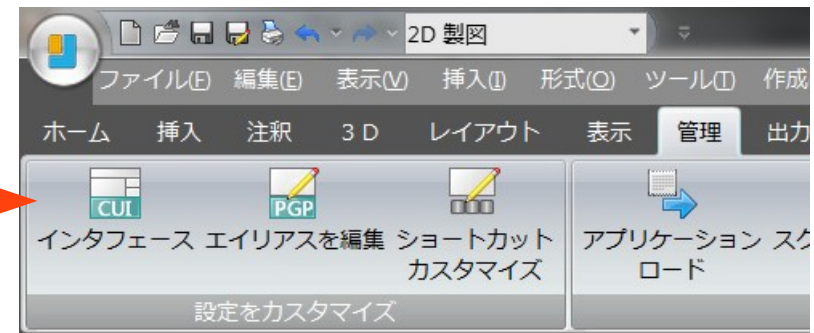 2D 製図
ファイル(F) 編集(E) 表示(V) 挿入(I) 形式(O) ツール(T) 作成
ホーム 挿入 注釈 3 D レイアウト 表示 管理 出力
CUI PGP
インタフェース エイリアスを編集 ショートカット アプリケーション スク
カスタマイズ ロード
設定をカスタマイズ